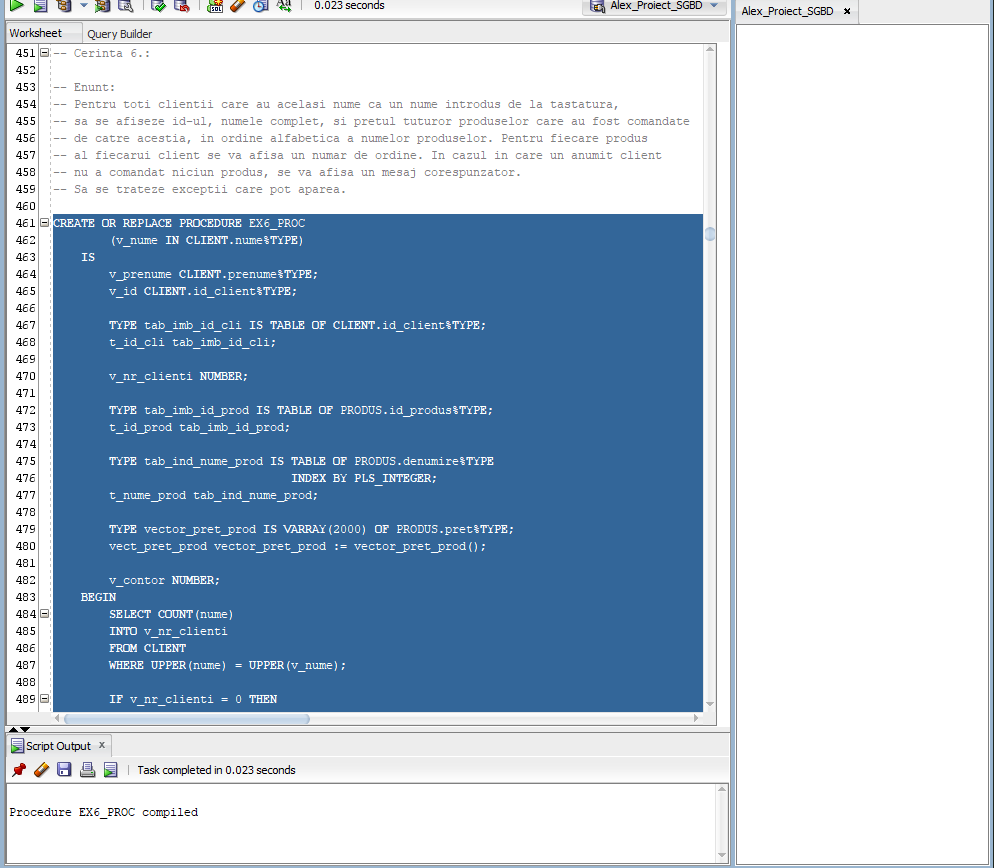 0.023 seconds
Alex_Proiect_SGBD
Alex_Proiect_SGBD ×
Worksheet Query Builder
451 -- Cerinta 6.:
452
453 -- Enunt:
454 -- Pentru toti clientii care au acelasi nume ca un nume introdus de la tastatura,
455 -- sa se afiseze id-ul, numele complet, si pretul tuturor produselor care au fost comandate
456 -- de catre acestia, in ordine alfabetica a numelor produselor. Pentru fiecare produs
457 -- al fiecarui client se va afisa un numar de ordine. In cazul in care un anumit client
458 -- nu a comandat niciun produs, se va afisa un mesaj corespunzator.
459 -- Sa se trateze exceptii care pot aparea.
460
461 CREATE OR REPLACE PROCEDURE EX6_PROC
462 (v_nume IN CLIENT.nume%TYPE)
463 IS
464 v_prenume CLIENT.prenume%TYPE;
465 v_id CLIENT.id_client%TYPE;
466
467 TYPE tab_imb_id_cli IS TABLE OF CLIENT.id_client%TYPE;
468 t_id_cli tab_imb_id_cli;
469
470 v_nr_clienti NUMBER;
471
472 TYPE tab_imb_id_prod IS TABLE OF PRODUS.id_produs%TYPE;
473 t_id_prod tab_imb_id_prod;
474
475 TYPE tab_ind_nume_prod IS TABLE OF PRODUS.denumire%TYPE
476 INDEX BY PLS_INTEGER;
477 t_nume_prod tab_ind_nume_prod;
478
479 TYPE vector_pret_prod IS VARRAY(2000) OF PRODUS.pret%TYPE;
480 vect_pret_prod vector_pret_prod := vector_pret_prod();
481
482 v_contor NUMBER;
483 BEGIN
484 SELECT COUNT(nume)
485 INTO v_nr_clienti
486 FROM CLIENT
487 WHERE UPPER(nume) = UPPER(v_nume);
488
489 IF v_nr_clienti = 0 THEN
Script Output ×
Task completed in 0.023 seconds
Procedure EX6_PROC compiled